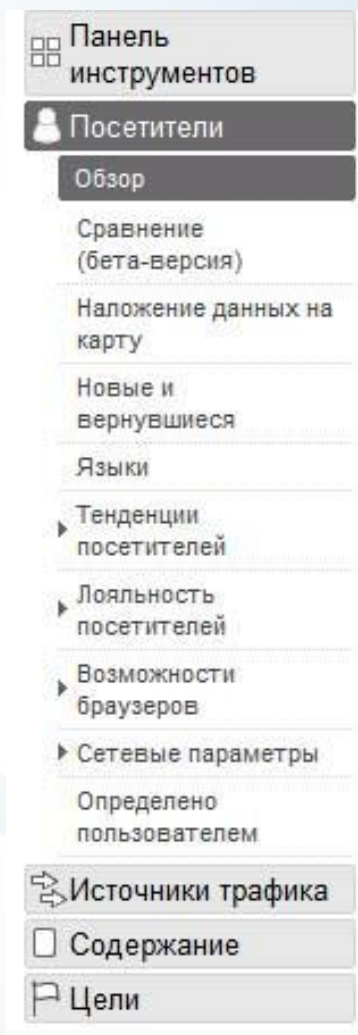 Панель
инструментов
Посетители
Обзор
Сравнение
(бета-версия)
Наложение данных на
карту
Новые и
вернувшиеся
Языки
Тенденции
посетителей
Лояльность
посетителей
Возможности
браузеров
Сетевые параметры
Определено
пользователем
Источники трафика
Содержание
Цели